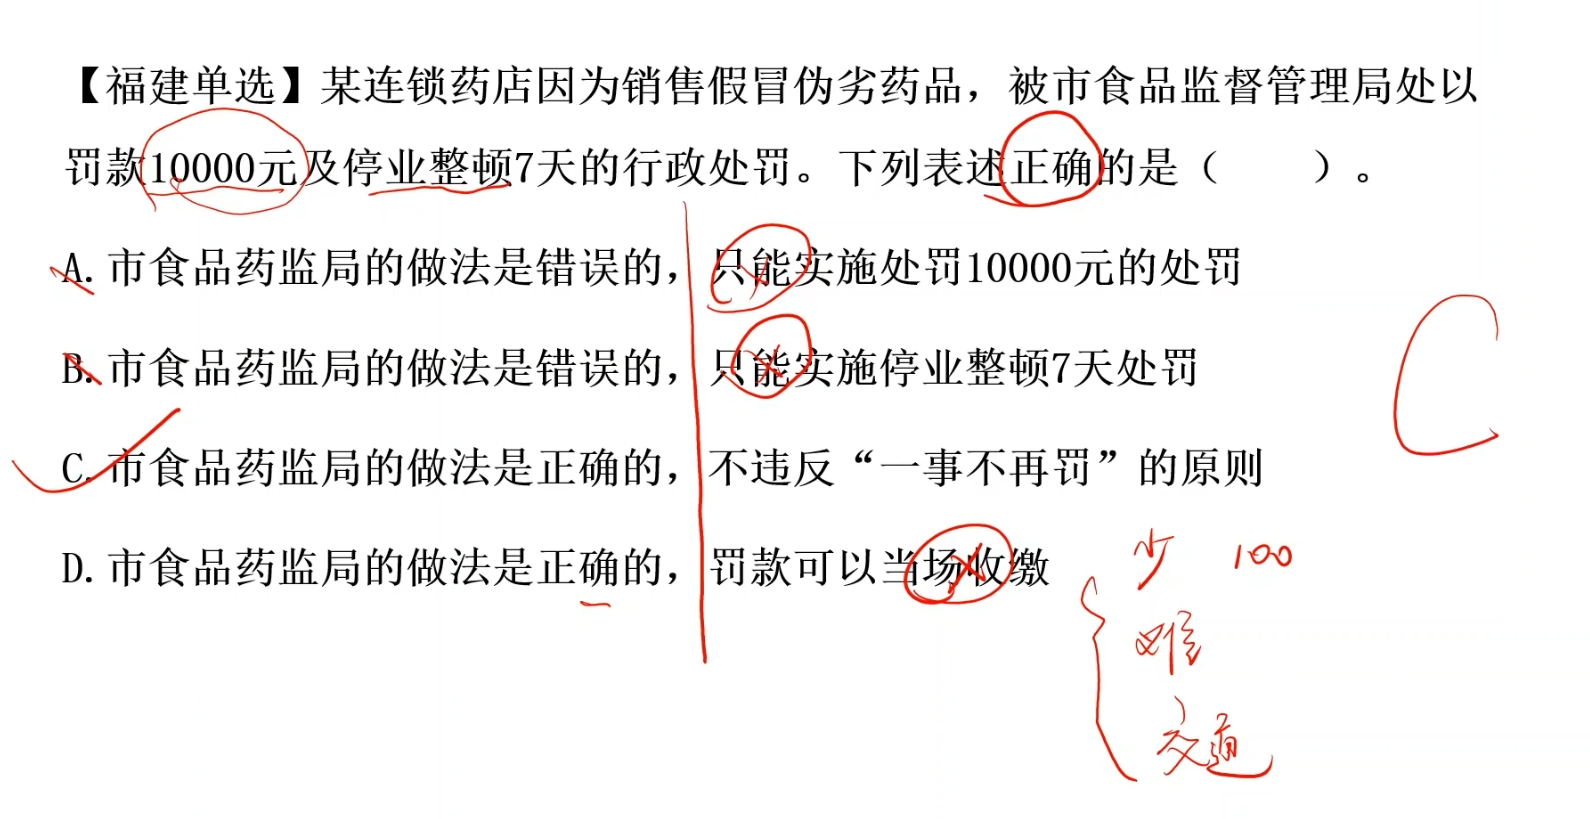 【福建单选】某连锁药店因为销售假冒伪劣药品，被市食品监督管理局处以
罚款10000元及停业整顿7天的行政处罚。下列表述正确的是（　　）。
A.市食品药监局的做法是错误的，只能实施处罚10000元的处罚
B.市食品药监局的做法是错误的，只能实施停业整顿7天处罚
C.市食品药监局的做法是正确的，不违反“一事不再罚”的原则
C
D.市食品药监局的做法是正确的，罚款可以当场收缴
少 100
难
交通